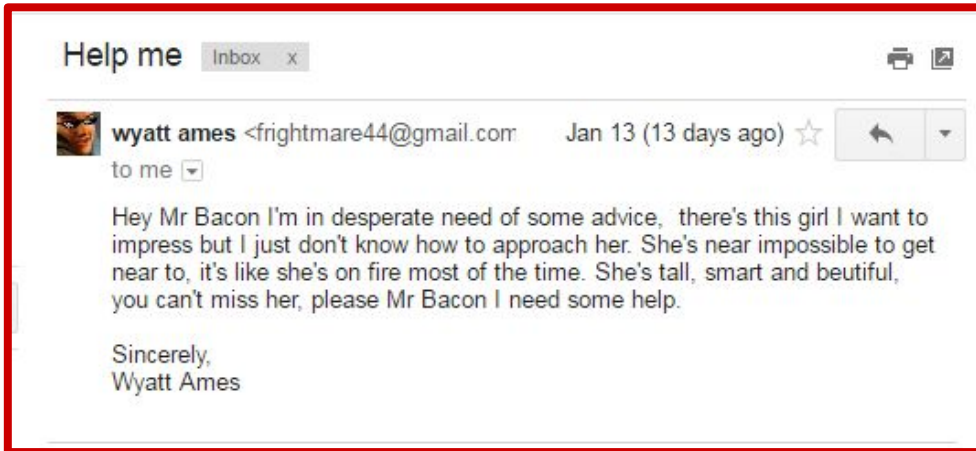 Help me Inbox x
wyatt ames <frightmare44@gmail.com Jan 13 (13 days ago)
to me
Hey Mr Bacon I'm in desperate need of some advice, there's this girl I want to
impress but I just don't know how to approach her. She's near impossible to get
near to, it's like she's on fire most of the time. She's tall, smart and beutiful,
you can't miss her, please Mr Bacon I need some help.
Sincerely,
Wyatt Ames